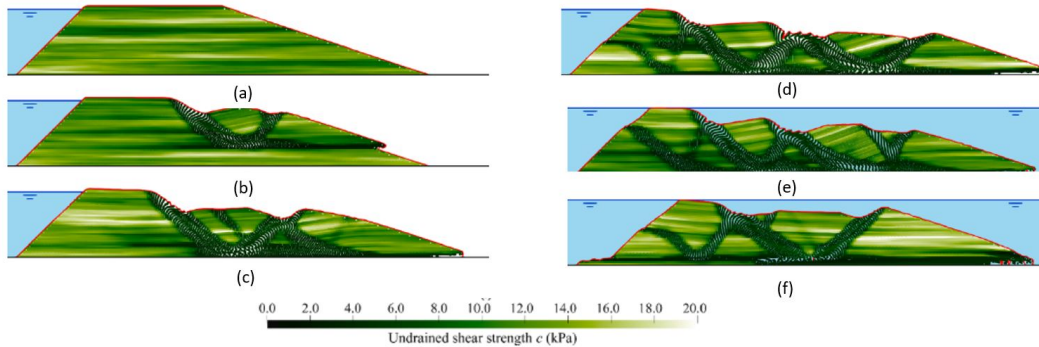 (a)
(b)
(c)
(d)
(e)
(f)
0.0 2.0 4.0 6.0 8.0 10.0 12.0 14.0 16.0 18.0 20.0
Undrained shear strength c (kPa)